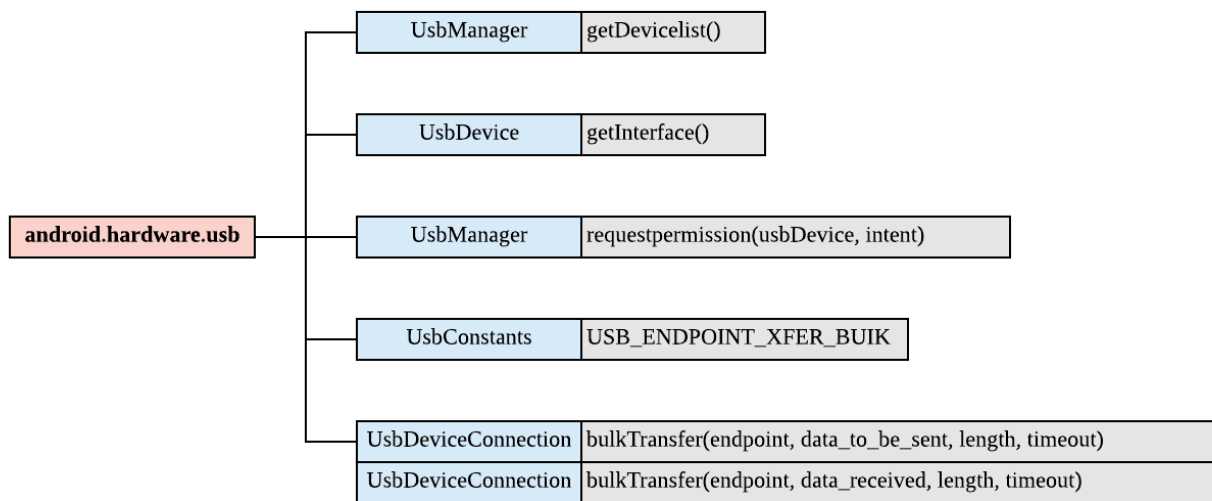 UsbManager getDevicelist()
UsbDevice getInterface()
android.hardware.usb
UsbManager requestpermission(usbDevice, intent)
UsbConstants USB_ENDPOINT_XFER_BUIK
UsbDeviceConnection bulkTransfer(endpoint, data_to_be_sent, length, timeout)
UsbDeviceConnection bulkTransfer(endpoint, data_received, length, timeout)